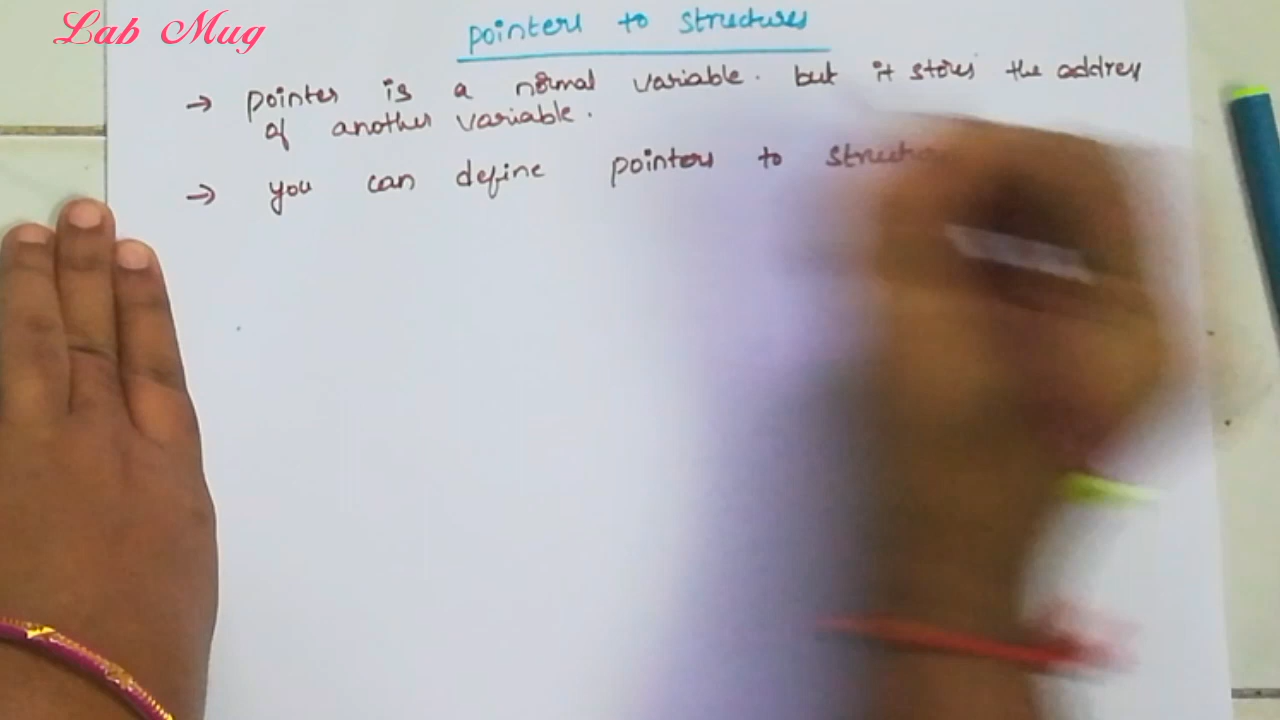 Lab Mug
pointers to structures
→ pointer is a normal variable. but it stores the address
of another variable.
→ you can define pointers to